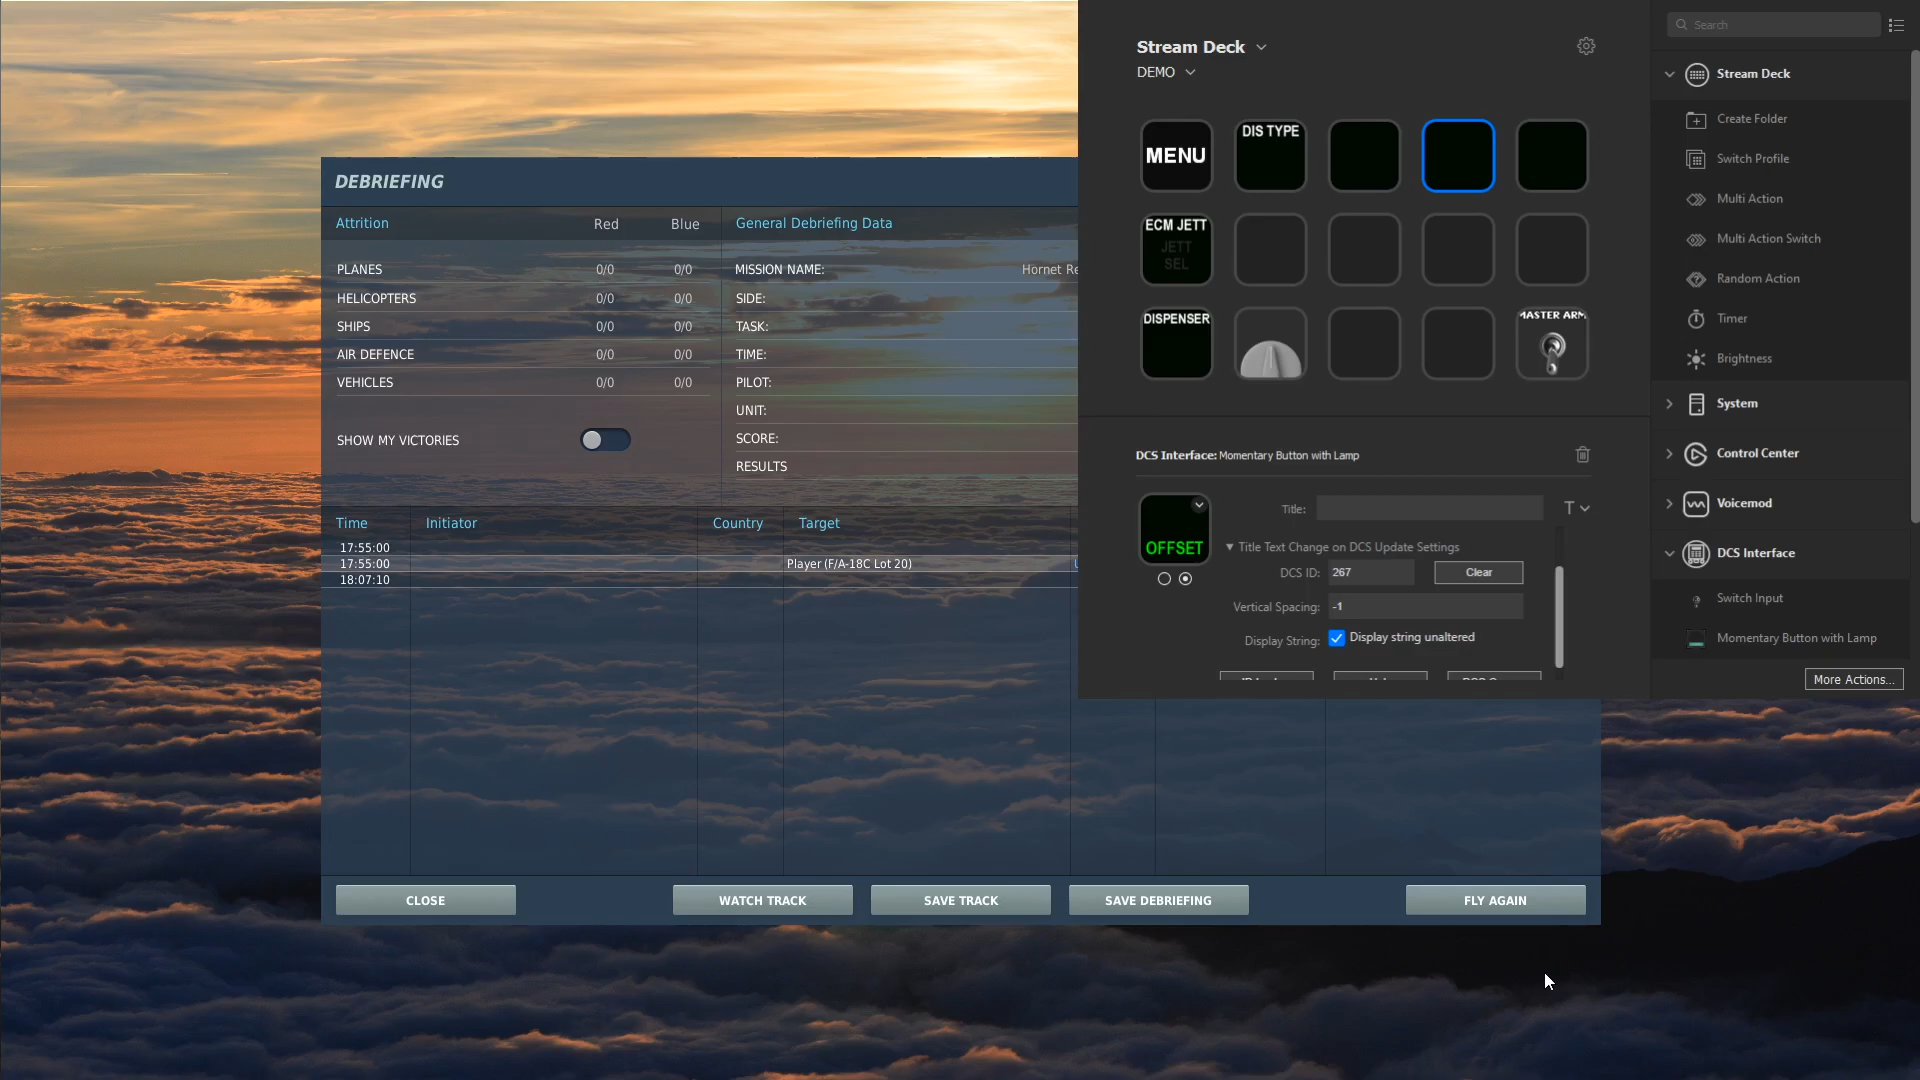 DEBRIEFING
Attrition Red Blue General Debriefing Data
PLANES 0/0 0/0 MISSION NAME: Hornet Re
HELICOPTERS 0/0 0/0 SIDE:
SHIPS 0/0 0/0 TASK:
AIR DEFENCE 0/0 0/0 TIME:
VEHICLES 0/0 0/0 PILOT:
UNIT:
SHOW MY VICTORIES SCORE:
RESULTS
Time Initiator Country Target
17:55:00
17:55:00 Player (F/A-18C Lot 20)
18:07:10
CLOSE WATCH TRACK SAVE TRACK SAVE DEBRIEFING FLY AGAIN
Stream Deck
DEMO
MENU DIS TYPE
ECM JETT
JETT
SEL
DISPENSER MASTER ARM
DCS Interface: Momentary Button with Lamp
OFFSET
Title:
T
Title Text Change on DCS Update Settings
DCS ID: 267 Clear
Vertical Spacing: -1
Display String: Display string unaltered
Search
Stream Deck
Create Folder
Switch Profile
Multi Action
Multi Action Switch
Random Action
Timer
Brightness
System
Control Center
Voicemod
DCS Interface
Switch Input
Momentary Button with Lamp
More Actions...